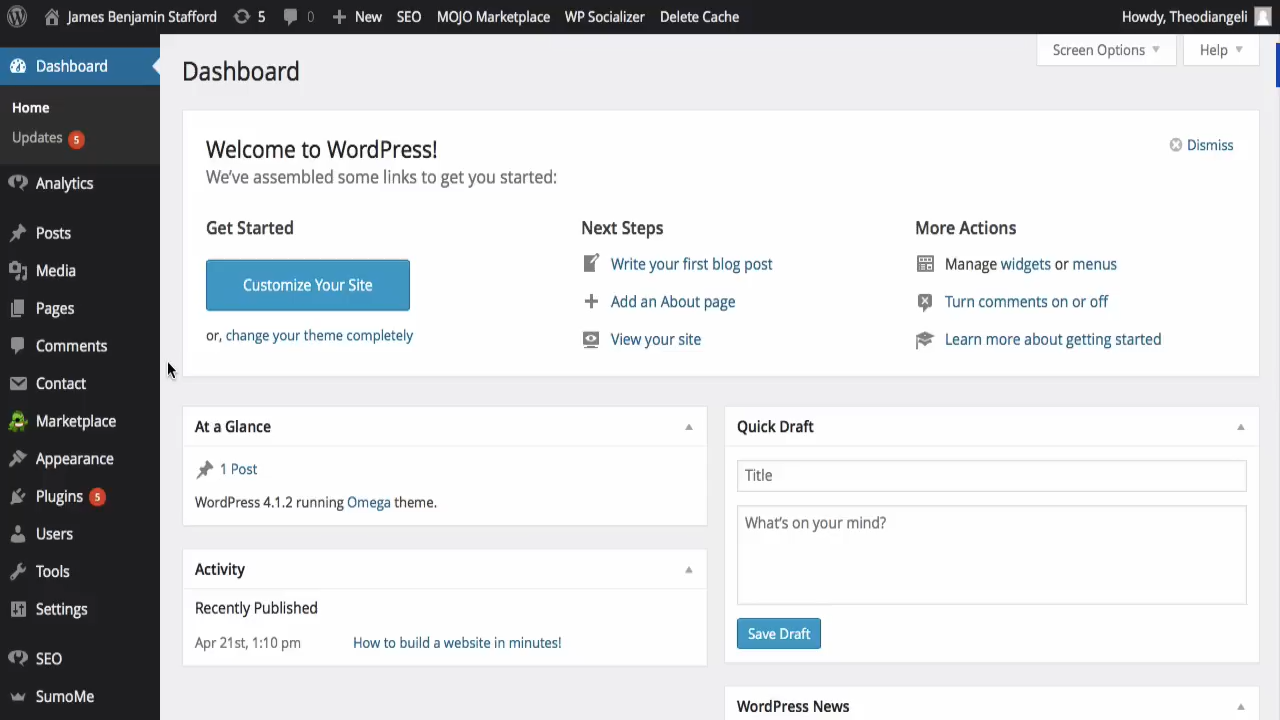 James Benjamin Stafford 5 0 New SEO MOJO Marketplace WP Socializer Delete Cache Howdy, Theodiangeli
Screen Options Help
Dashboard
Home
Updates 5
Analytics
Posts
Media
Pages
Comments
Contact
Marketplace
Appearance
Plugins 5
Users
Tools
Settings
SEO
SumoMe
Dashboard
Welcome to WordPress!
Dismiss
We've assembled some links to get you started:
Get Started
Customize Your Site
or, change your theme completely
Next Steps
Write your first blog post
Add an About page
View your site
More Actions
Manage widgets or menus
Turn comments on or off
Learn more about getting started
At a Glance
1 Post
WordPress 4.1.2 running Omega theme.
Activity
Recently Published
Apr 21st, 1:10 pm How to build a website in minutes!
Quick Draft
Title
What's on your mind?
Save Draft
WordPress News